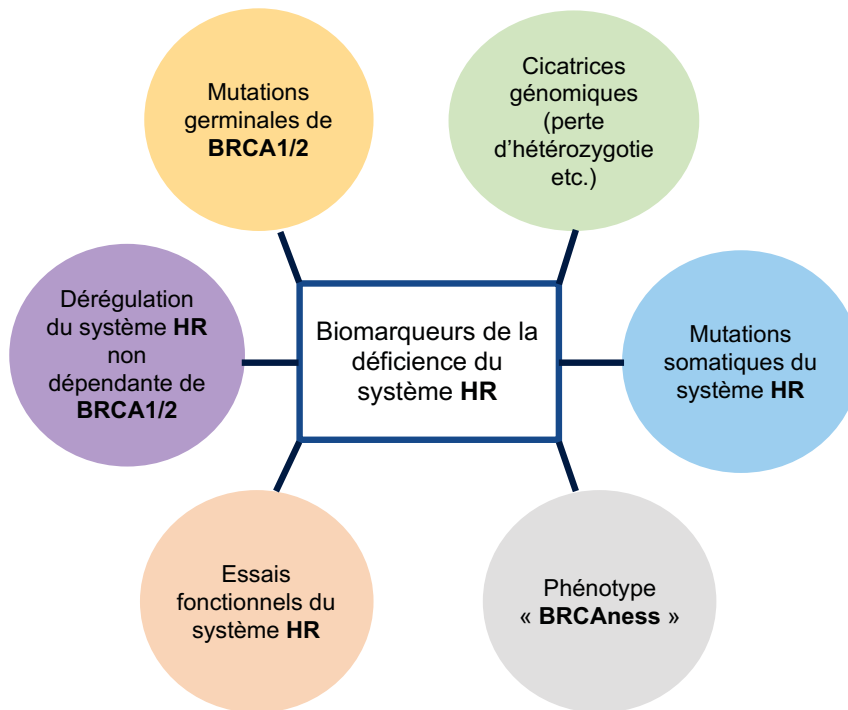 Mutations
germinales de
BRCA1/2
Cicatrices
génomiques
(perte
d’hétérozygotie
etc.)
Dérégulation
du système HR
non
dépendante de
BRCA1/2
Biomarqueurs de la
déficience du
système HR
Mutations
somatiques du
système HR
Essais
fonctionnels du
système HR
Phénotype
« BRCAness »